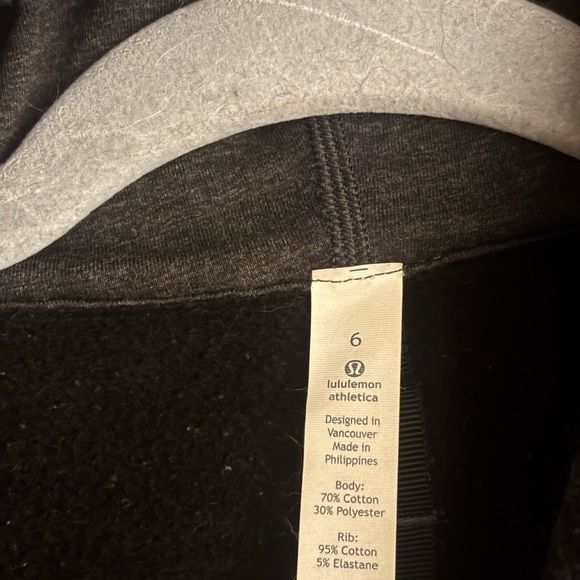 6
lululemon
athletica
Designed in
Vancouver
Made in
Philippines
Body:
70% Cotton
30% Polyester
Rib:
95% Cotton
5% Elastane